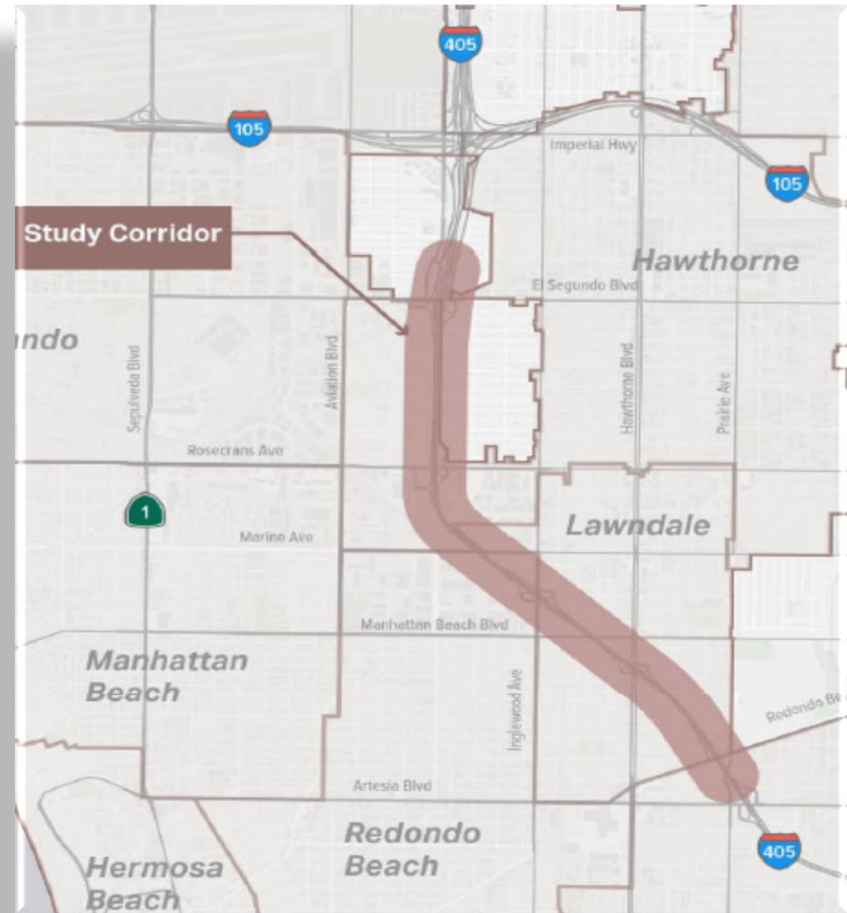 405
105
Imperial Hwy
105
Study Corridor
Hawthorne
El Segundo Blvd
ndo
Sepulveda Blvd
Aviation Blvd
Hawthorne Blvd
Prairie Ave
Rosecrans Ave
1
Lawndale
Marine Ave
Manhattan Beach Blvd
Manhattan
Beach
Inglewood Ave
Redondo Be
Artesia Blvd
Redondo
Beach
405
Hermosa
Beach